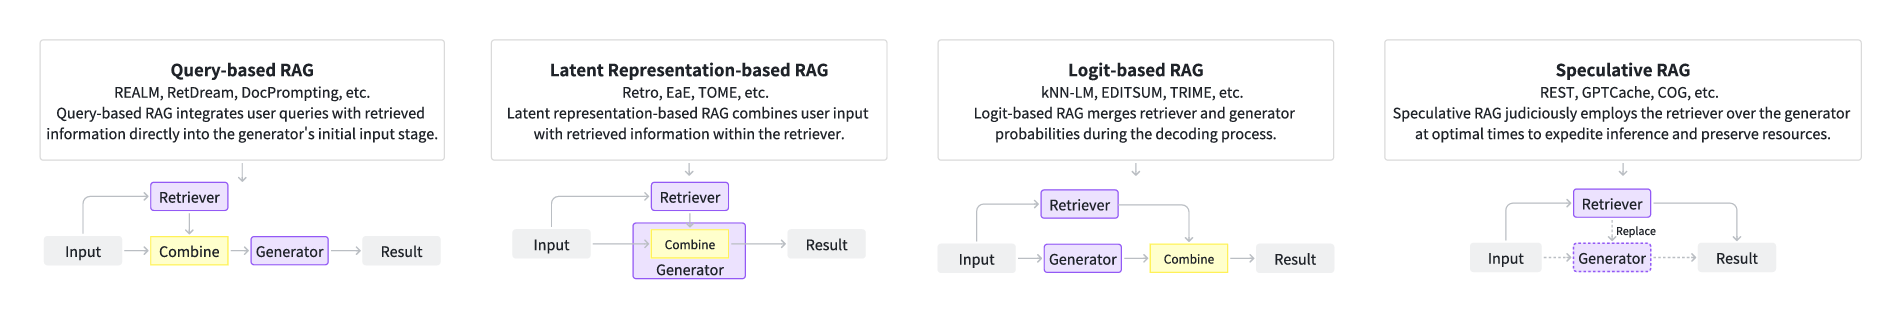 Query-based RAG
REALM, RetDream, DocPrompting, etc.
Query-based RAG integrates user queries with retrieved
information directly into the generator's initial input stage.
Retriever
Input
Combine
Generator
Result
Latent Representation-based RAG
Retro, EaE, TOME, etc.
Latent representation-based RAG combines user input
with retrieved information within the retriever.
Retriever
Input
Combine
Result
Generator
Logit-based RAG
kNN-LM, EDITSUM, TRIME, etc.
Logit-based RAG merges retriever and generator
probabilities during the decoding process.
Retriever
Input
Generator
Combine
Result
Speculative RAG
REST, GPTCache, COG, etc.
Speculative RAG judiciously employs the retriever over the generator
at optimal times to expedite inference and preserve resources.
Retriever
Replace
Input
Generator
Result